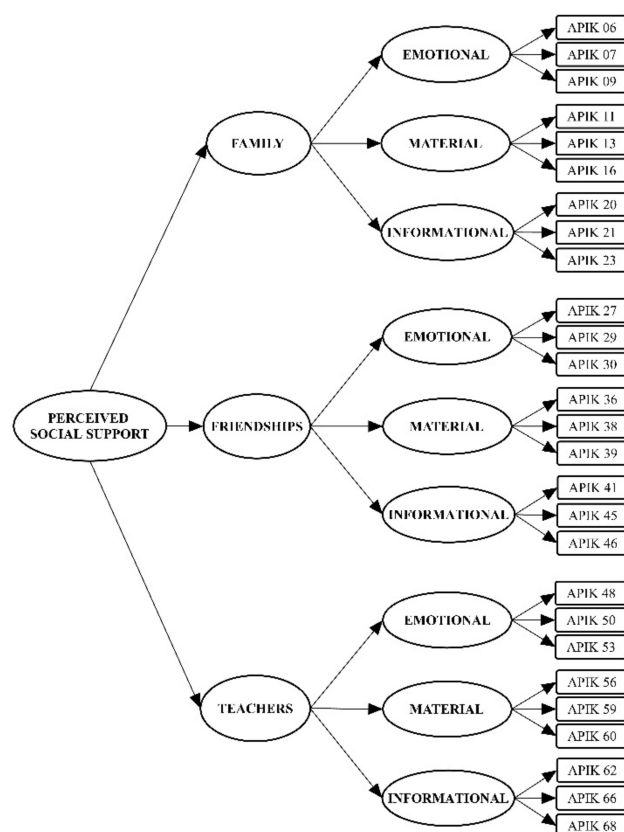 EMOTIONAL
APIK 06
APIK 07
APIK 09
FAMILY
MATERIAL
APIK 11
APIK 13
APIK 16
INFORMATIONAL
APIK 20
APIK 21
APIK 23
PERCEIVED
SOCIAL SUPPORT
FRIENDSHIPS
EMOTIONAL
APIK 27
APIK 29
APIK 30
MATERIAL
APIK 36
APIK 38
APIK 39
INFORMATIONAL
APIK 41
APIK 45
APIK 46
TEACHERS
EMOTIONAL
APIK 48
APIK 50
APIK 53
MATERIAL
APIK 56
APIK 59
APIK 60
INFORMATIONAL
APIK 62
APIK 66
APIK 68